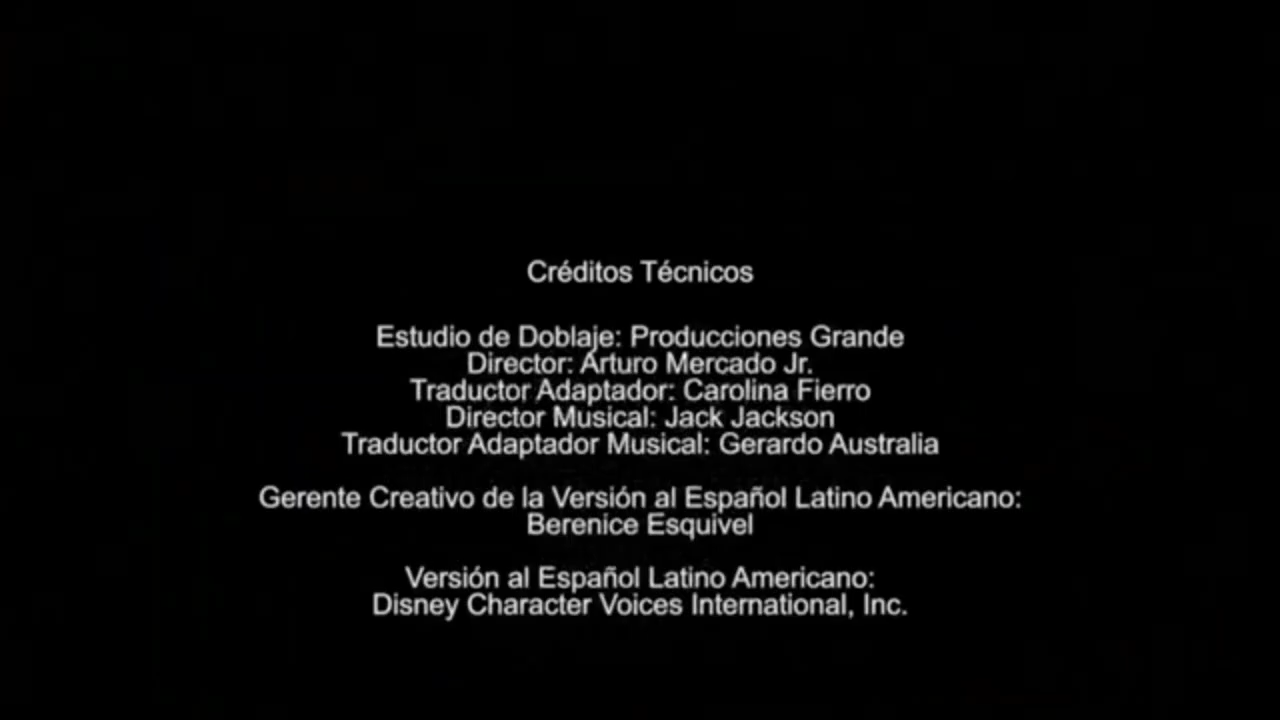 Créditos Técnicos
Estudio de Doblaje: Producciones Grande
Director: Arturo Mercado Jr.
Traductor Adaptador: Carolina Fierro
Director Musical: Jack Jackson
Traductor Adaptador Musical: Gerardo Australia
Gerente Creativo de la Versión al Español Latino Americano:
Berenice Esquivel
Versión al Español Latino Americano:
Disney Character Voices International, Inc.